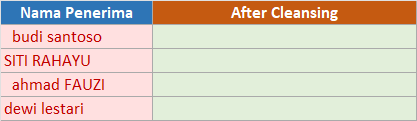 Nama Penerima After Cleansing
budi santoso
SITI RAHAYU
ahmad FAUZI
dewi lestari